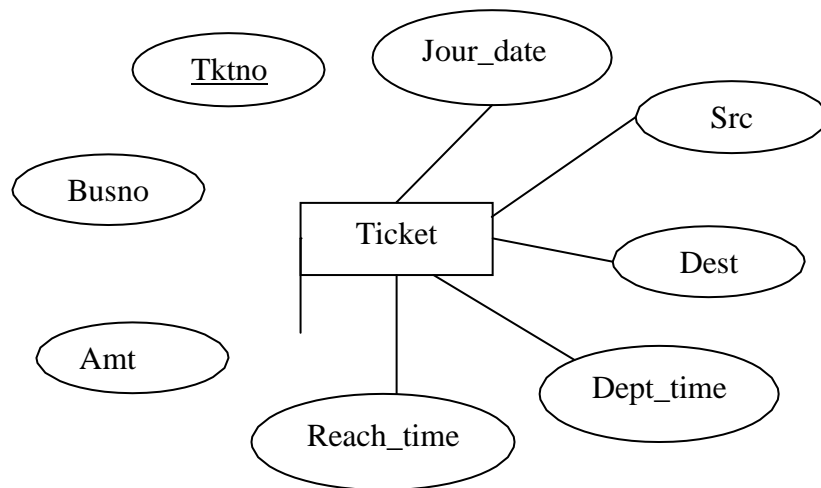 Jour_date
Tktno
Src
Busno
Ticket
Dest
Amt
Dept_time
Reach_time